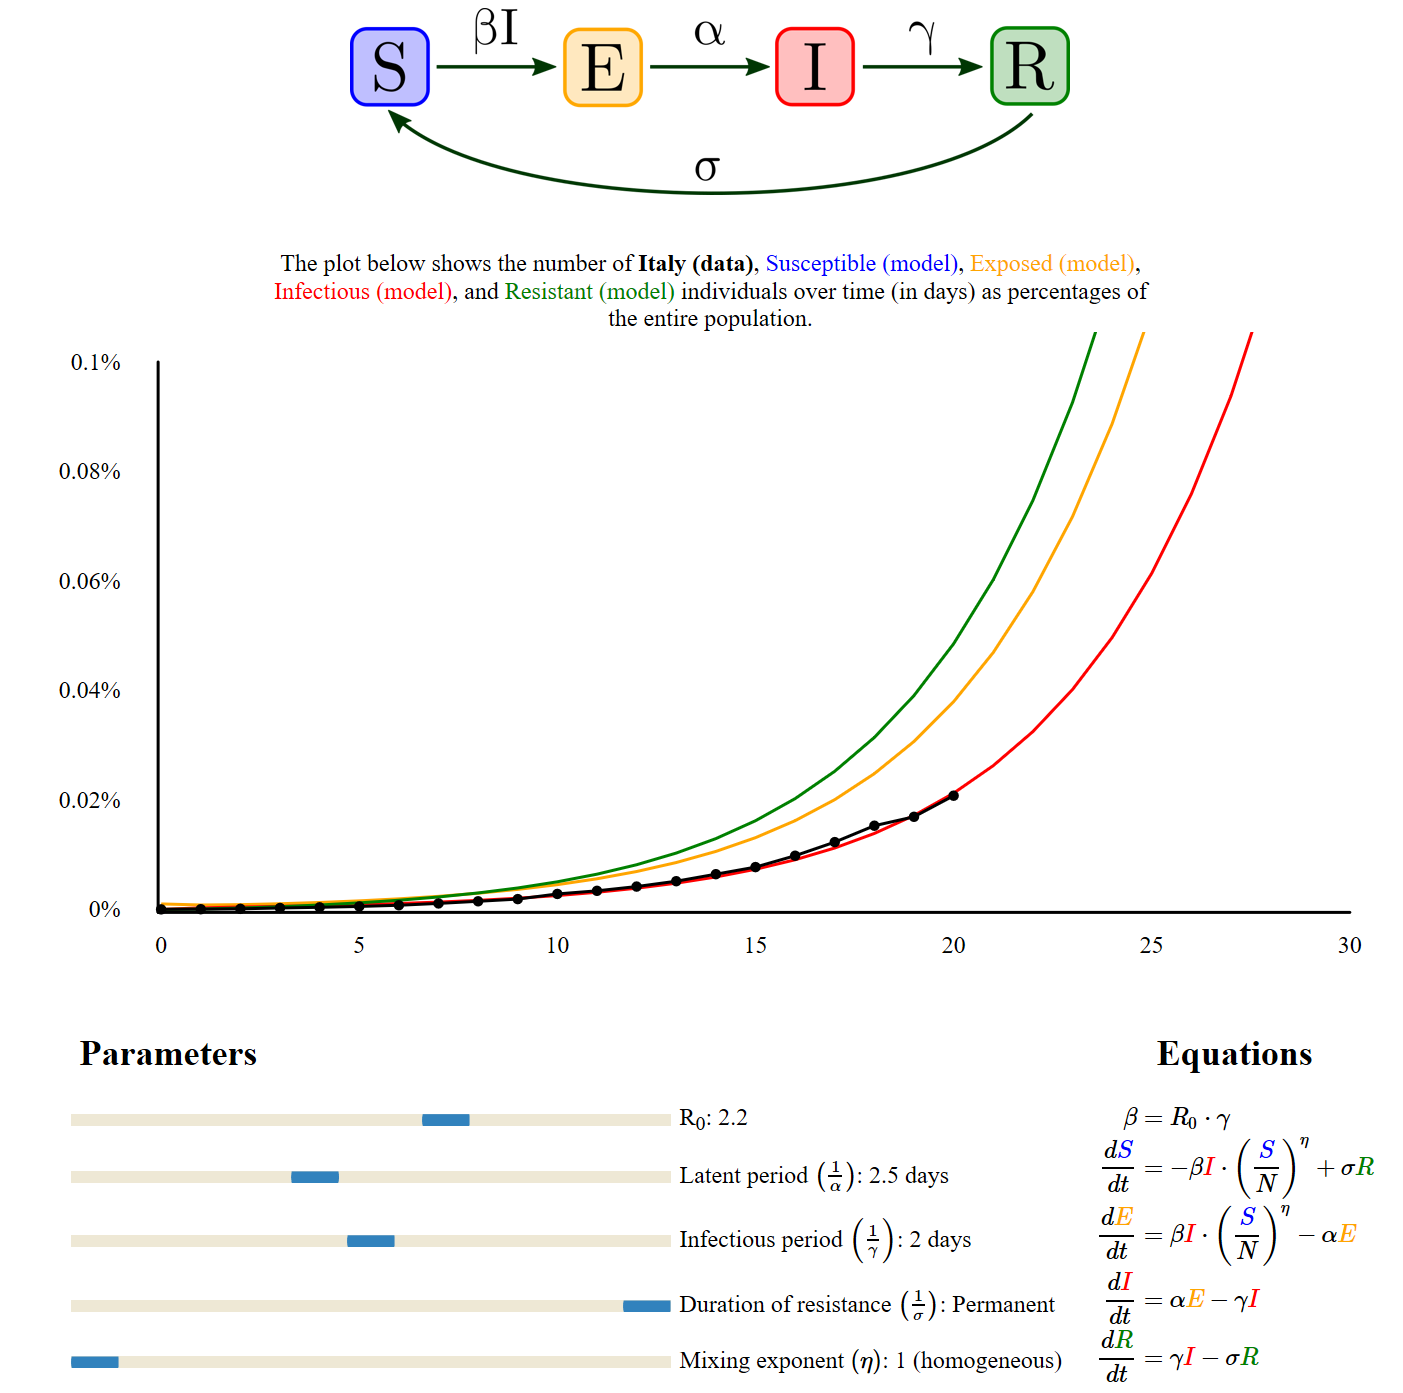 βI α γ
S E I R
σ
The plot below shows the number of Italy (data), Susceptible (model), Exposed (model),
Infectious (model), and Resistant (model) individuals over time (in days) as percentages of
the entire population.
0.1%
0.08%
0.06%
0.04%
0.02%
0%
0 5 10 15 20 25 30
Parameters
R₀: 2.2
Latent period (1/α): 2.5 days
Infectious period (1/γ): 2 days
Duration of resistance (1/σ): Permanent
Mixing exponent (η): 1 (homogeneous)
Equations
β = R₀ · γ
dS/dt = −βI · (S/N)^η + σR
dE/dt = βI · (S/N)^η − αE
dI/dt = αE − γI
dR/dt = γI − σR